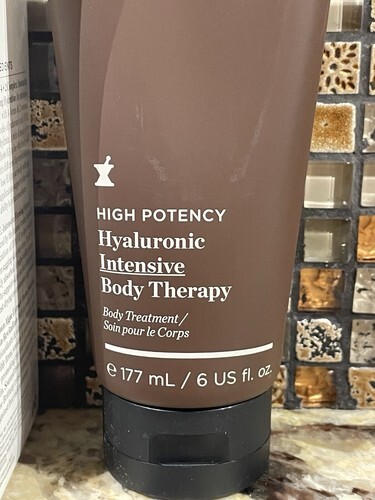 HIGH POTENCY
Hyaluronic
Intensive
Body Therapy
Body Treatment/
Soin pour le Corps
e 177 mL / 6 US fl. oz.